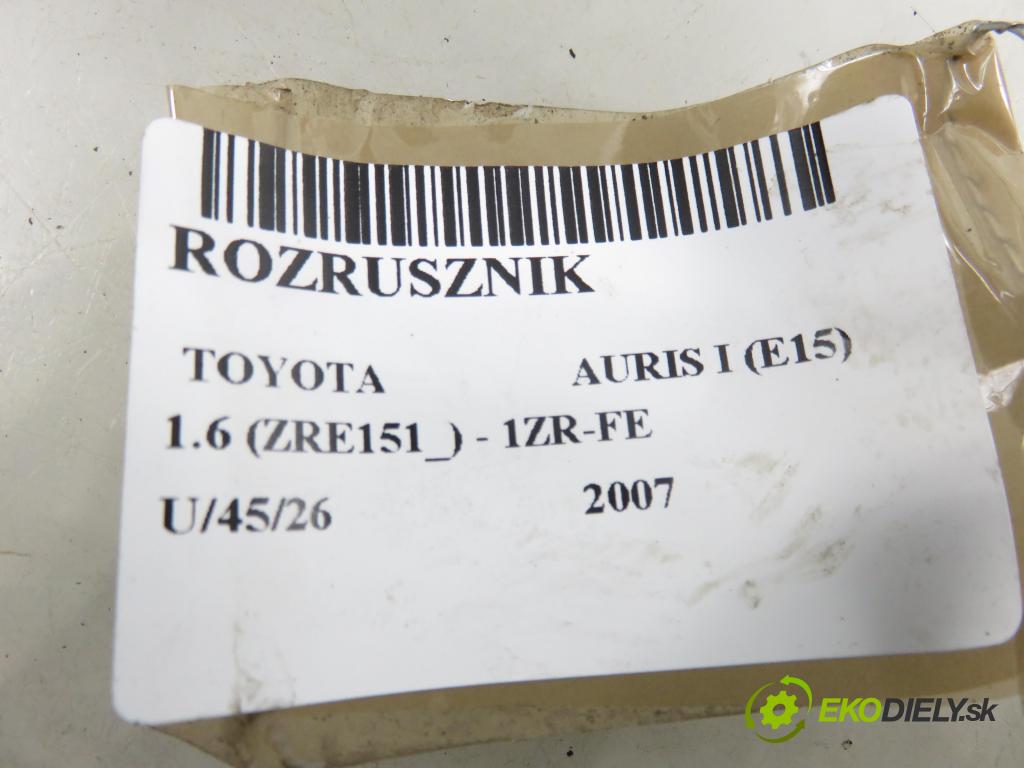 ROZRUSZNIK
TOYOTA AURIS I (E15)
1.6 (ZRE151_) - 1ZR-FE
U/45/26 2007
EKODIELY.sk